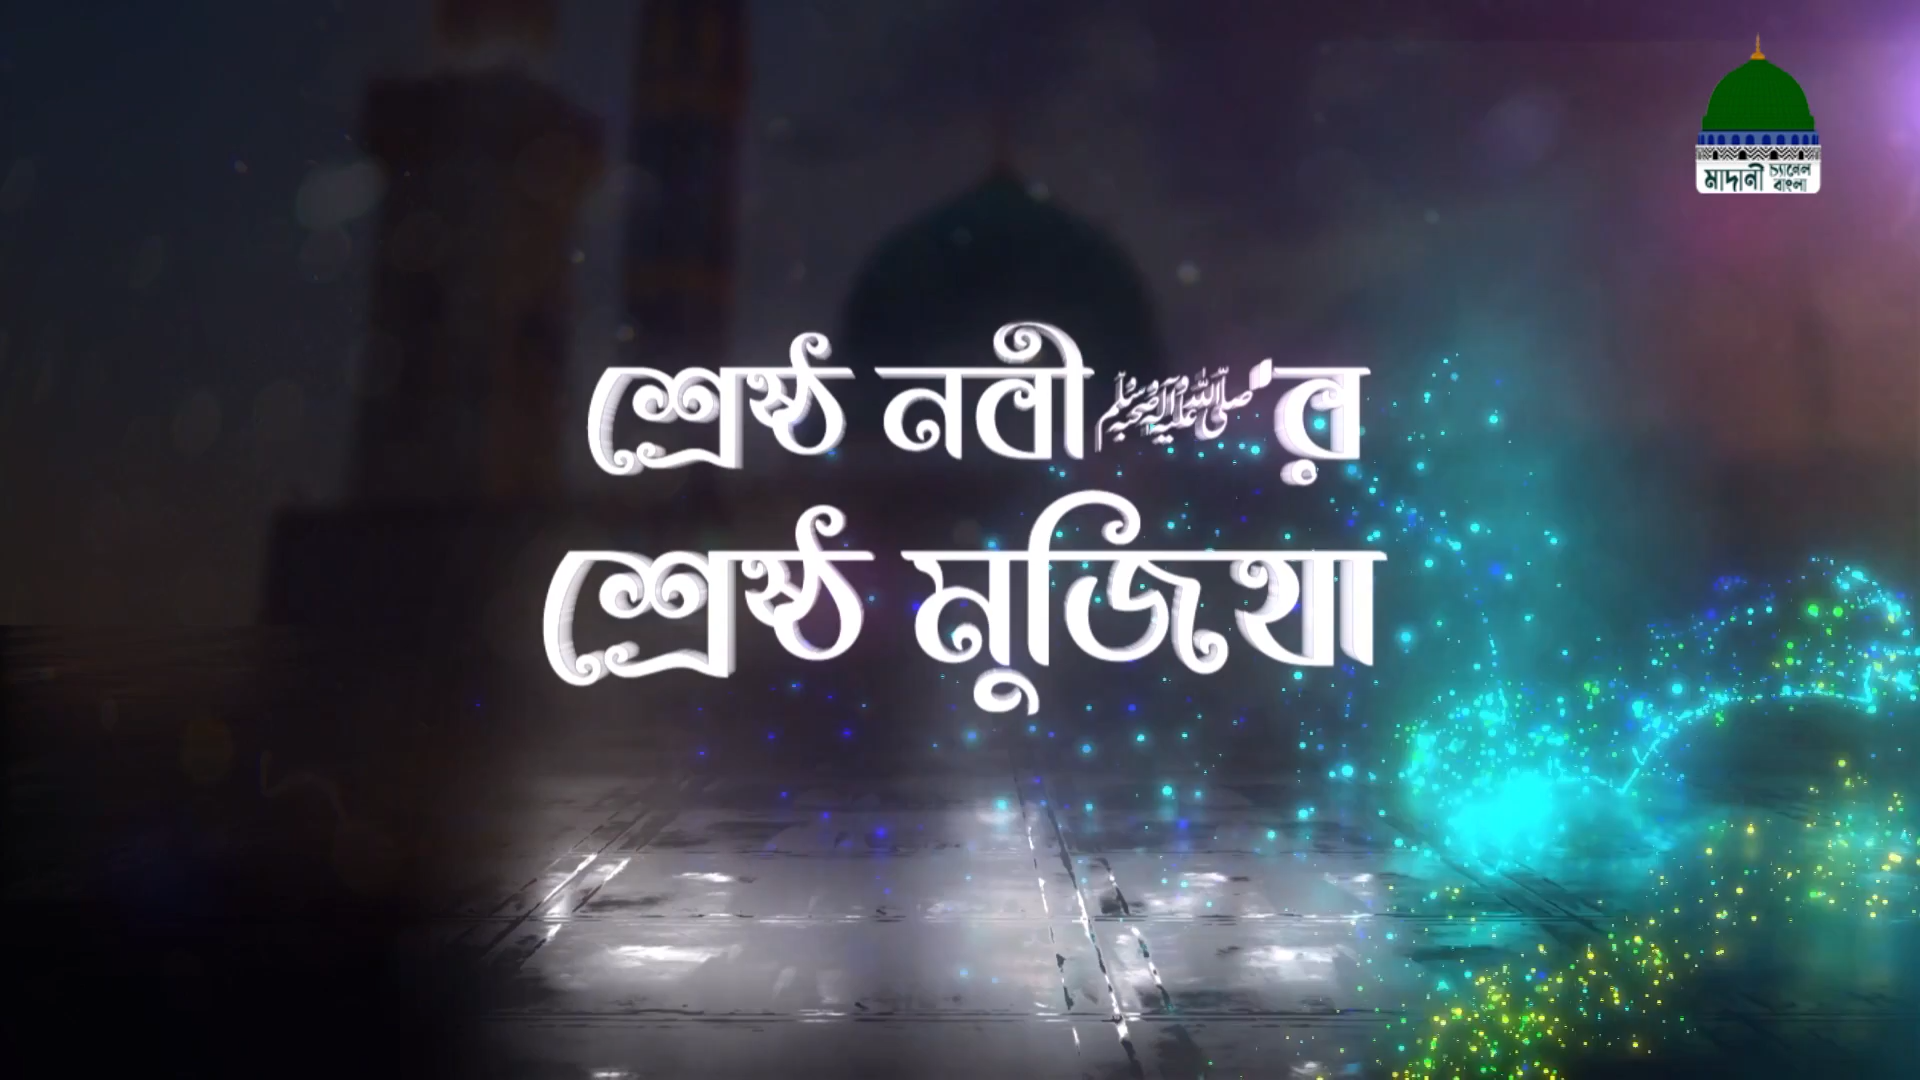 মাদানী চ্যানেল বাংলা
শ্রেষ্ঠ নবী ﷺ'র
শ্রেষ্ঠ মুজিযা